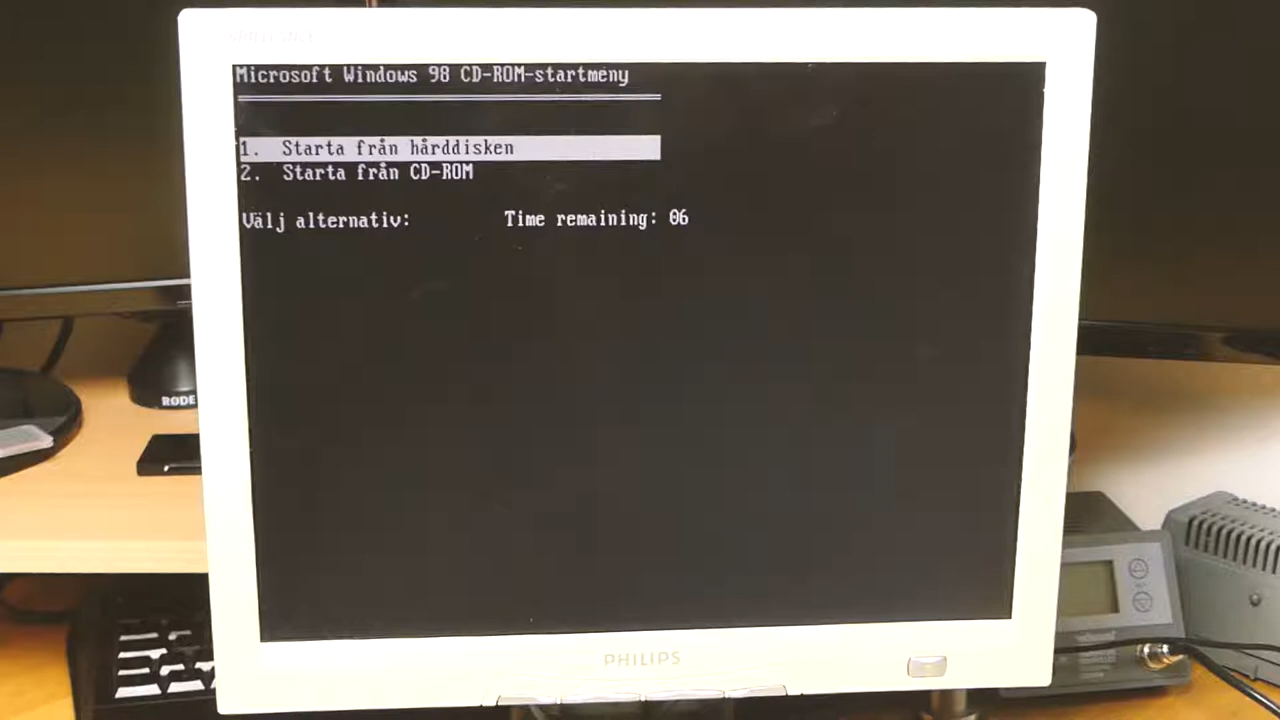 Microsoft Windows 98 CD-ROM-startmeny
1. Starta från hårddisken
2. Starta från CD-ROM
Välj alternativ: Time remaining: 06
RØDE
PHILIPS